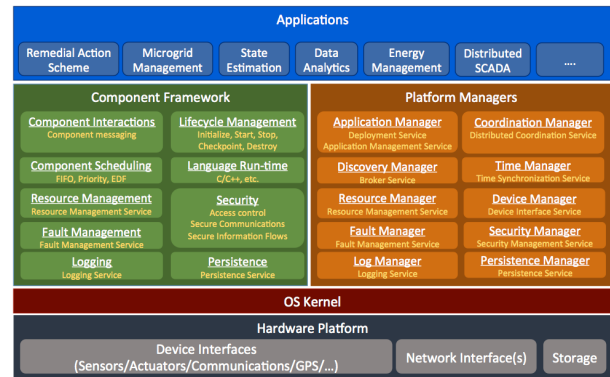 Applications
Remedial Action
Scheme
Microgrid
Management
State
Estimation
Data
Analytics
Energy
Management
Distributed
SCADA
....
Component Framework
Component Interactions
Component messaging
Lifecycle Management
Initialize, Start, Stop,
Checkpoint, Destroy
Component Scheduling
FIFO, Priority, EDF
Language Run-time
C/C++, etc.
Resource Management
Resource Management Service
Security
Access control
Secure Communications
Secure Information Flows
Fault Management
Fault Management Service
Logging
Logging Service
Persistence
Persistence Service
Platform Managers
Application Manager
Deployment Service
Application Management Service
Coordination Manager
Distributed Coordination Service
Discovery Manager
Broker Service
Time Manager
Time Synchronization Service
Resource Manager
Resource Management Service
Device Manager
Device Interface Service
Fault Manager
Fault Management Service
Security Manager
Security Management Service
Log Manager
Logging Service
Persistence Manager
Persistence Service
OS Kernel
Hardware Platform
Device Interfaces
(Sensors/Actuators/Communications/GPS/...)
Network Interface(s)
Storage